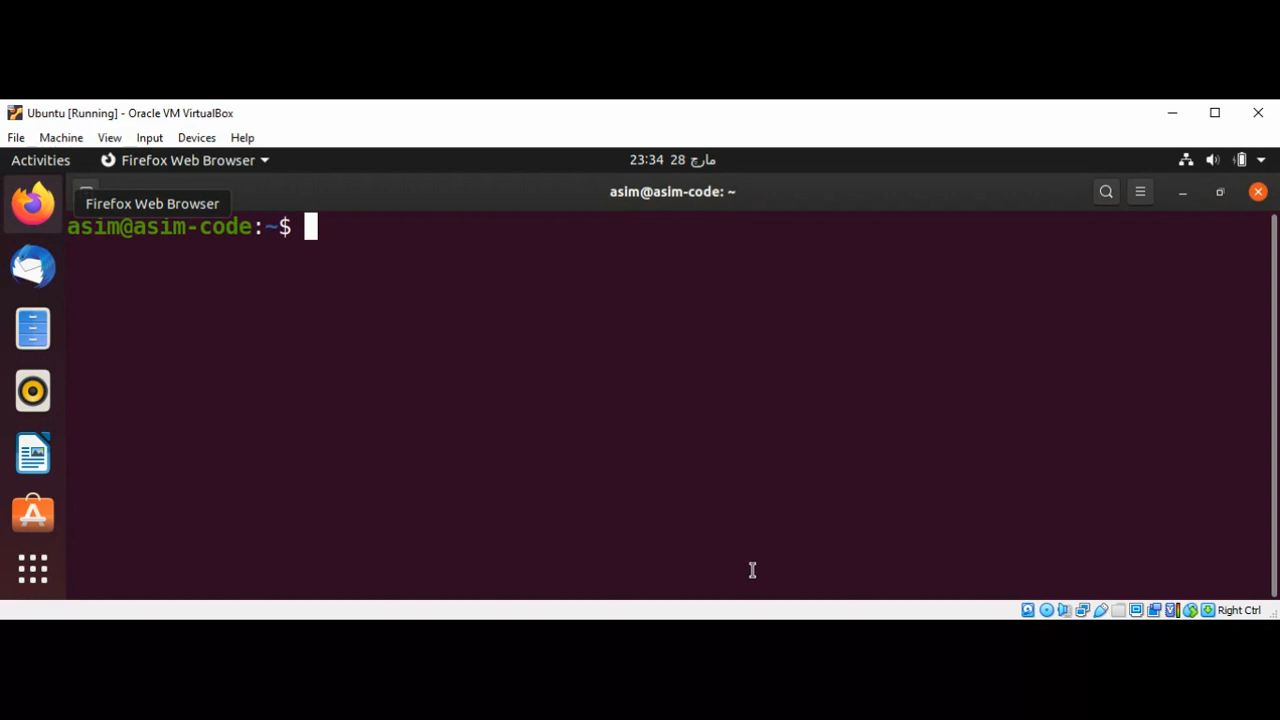 Ubuntu [Running] - Oracle VM VirtualBox
File Machine View Input Devices Help
Activities Firefox Web Browser 23:34 28 مارچ
asim@asim-code: ~
Firefox Web Browser
asim@asim-code:~$
Right Ctrl